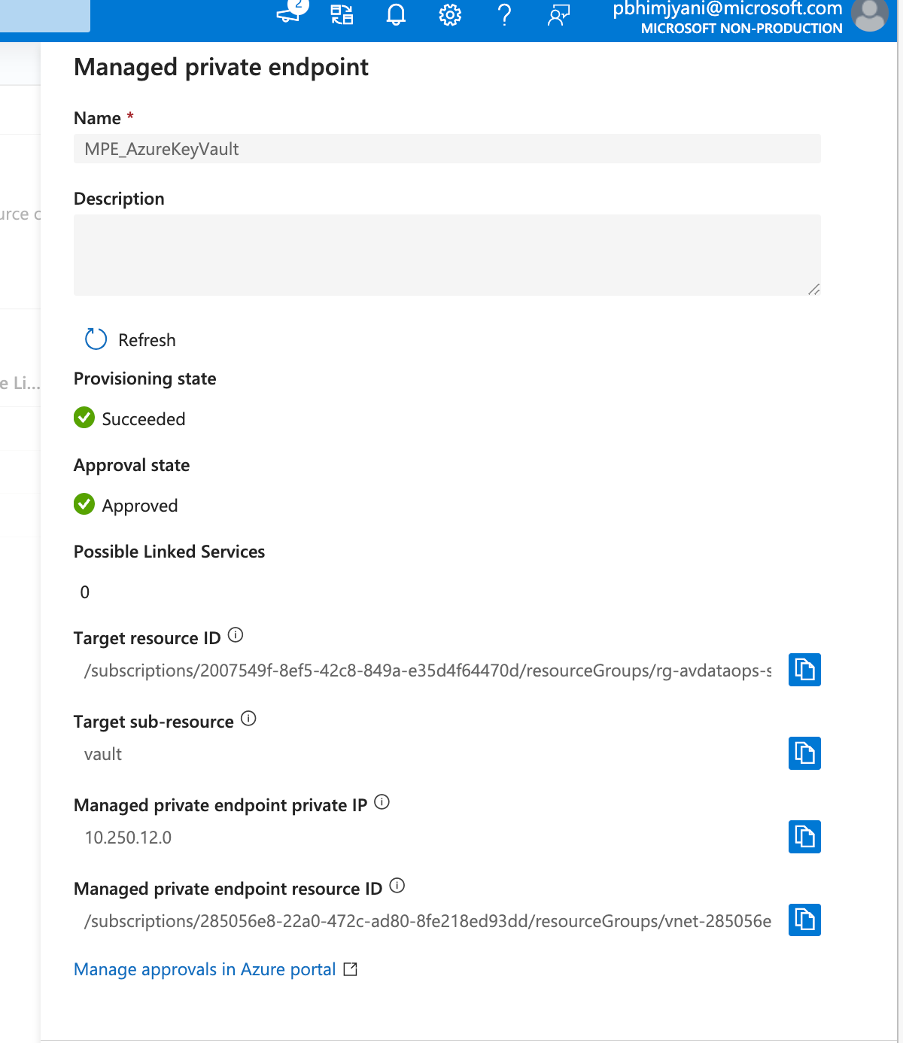 2
pbhimjyani@microsoft.com
MICROSOFT NON-PRODUCTION
Managed private endpoint
Name *
MPE_AzureKeyVault
Description
urce c
Refresh
Provisioning state
e Li...
Succeeded
Approval state
Approved
Possible Linked Services
0
Target resource ID
/subscriptions/2007549f-8ef5-42c8-849a-e35d4f64470d/resourceGroups/rg-avdataops-s
Target sub-resource
vault
Managed private endpoint private IP
10.250.12.0
Managed private endpoint resource ID
/subscriptions/285056e8-22a0-472c-ad80-8fe218ed93dd/resourceGroups/vnet-285056e
Manage approvals in Azure portal